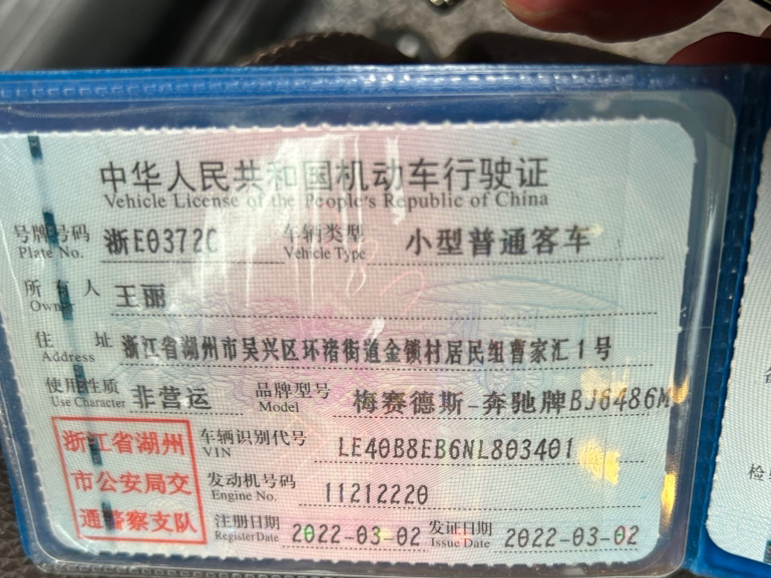 中华人民共和国机动车行驶证
Vehicle License of the People's Republic of China
号牌号码 浙E0372C 车辆类型 小型普通客车
Plate No. Vehicle Type
所有人 王丽
Owner
住址 浙江省湖州市吴兴区环渚街道金锁村居民组曹家汇1号
Address
使用性质 非营运 品牌型号 梅赛德斯-奔驰牌BJ6486M
Use Character Model
浙江省湖州 车辆识别代号 LE40B8EB6NL803401
VIN
市公安局交 发动机号码 11212220
Engine No.
通警察支队 注册日期 2022-03-02 发证日期 2022-03-02
Register Date Issue Date
检验